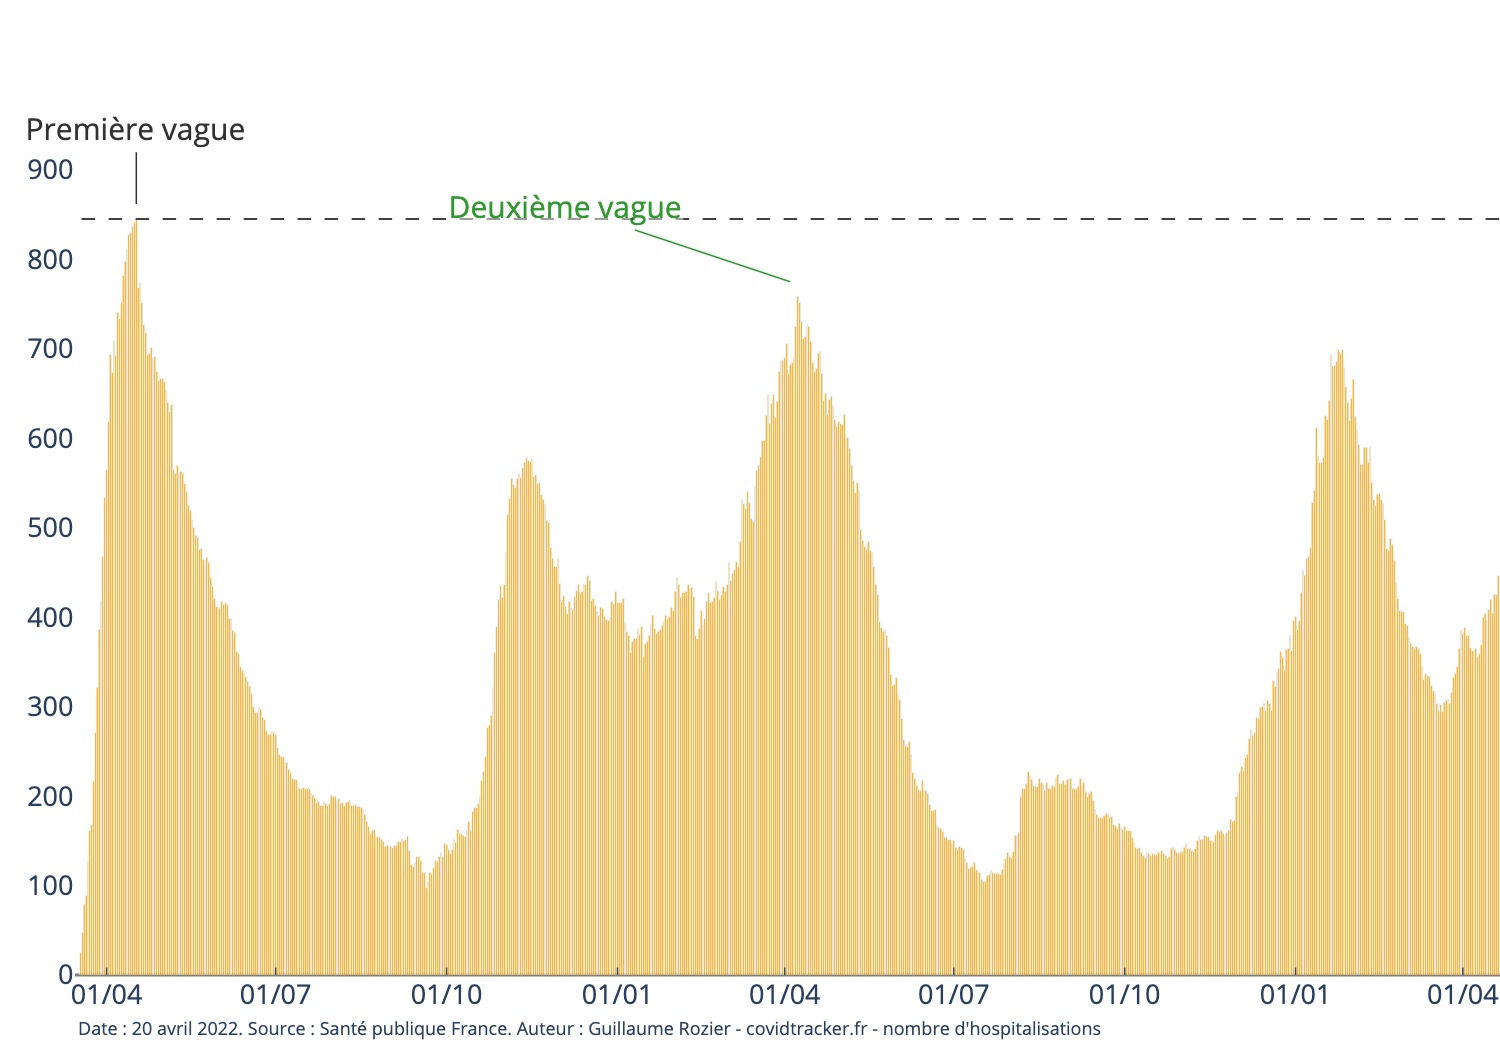 Première vague
900
Deuxième vague
800
700
600
500
400
300
200
100
0
01/04 01/07 01/10 01/01 01/04 01/07 01/10 01/01 01/04
Date : 20 avril 2022. Source : Santé publique France. Auteur : Guillaume Rozier - covidtracker.fr - nombre d'hospitalisations